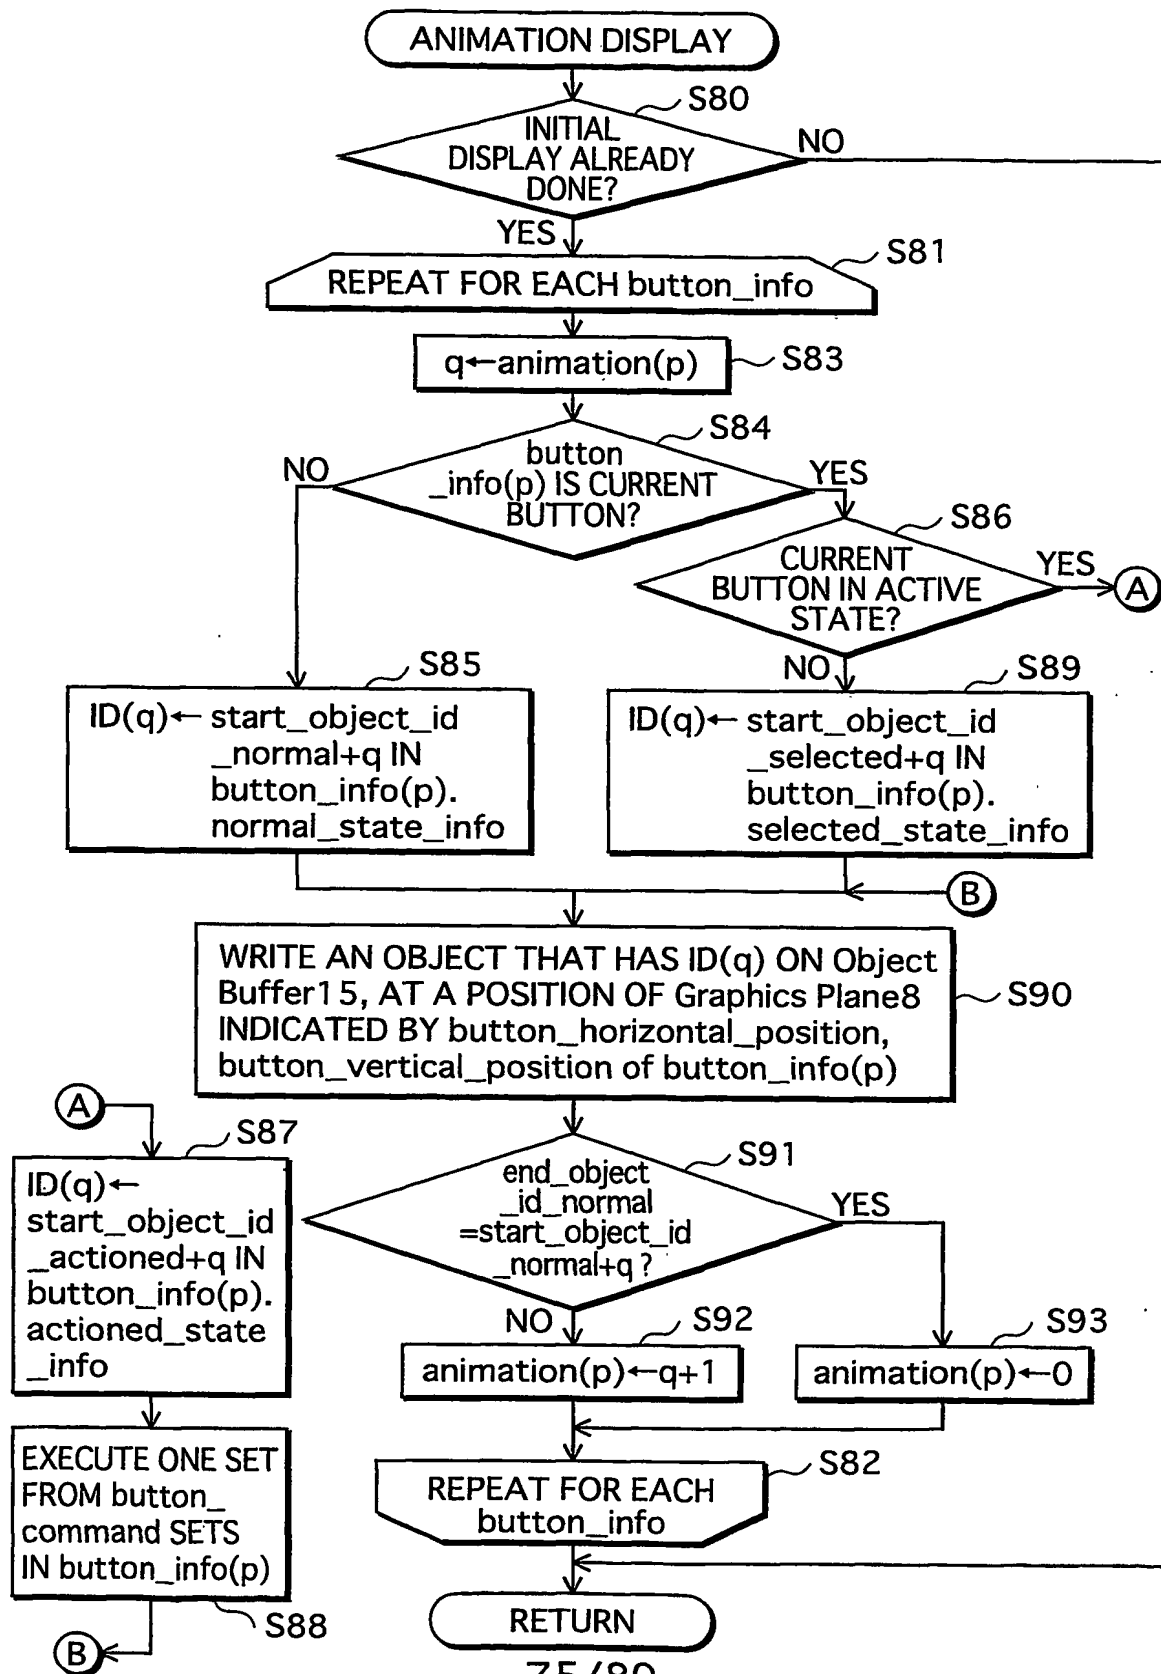 ANIMATION DISPLAY
S80
INITIAL
DISPLAY ALREADY
DONE?
NO
YES
S81
REPEAT FOR EACH button_info
S83
q←animation(p)
S84
button
_info(p) IS CURRENT
BUTTON?
NO
YES
S86
CURRENT
BUTTON IN ACTIVE
STATE?
YES
A
NO
S85
ID(q)← start_object_id
_normal+q IN
button_info(p).
normal_state_info
S89
ID(q)← start_object_id
_selected+q IN
button_info(p).
selected_state_info
B
WRITE AN OBJECT THAT HAS ID(q) ON Object
Buffer15, AT A POSITION OF Graphics Plane8
INDICATED BY button_horizontal_position,
button_vertical_position of button_info(p)
S90
A
S87
ID(q)←
start_object_id
_actioned+q IN
button_info(p).
actioned_state
_info
EXECUTE ONE SET
FROM button_
command SETS
IN button_info(p)
S88
B
S91
end_object
_id_normal
=start_object_id
_normal+q ?
YES
NO
S92
animation(p)←q+1
S93
animation(p)←0
S82
REPEAT FOR EACH
button_info
RETURN
75/80